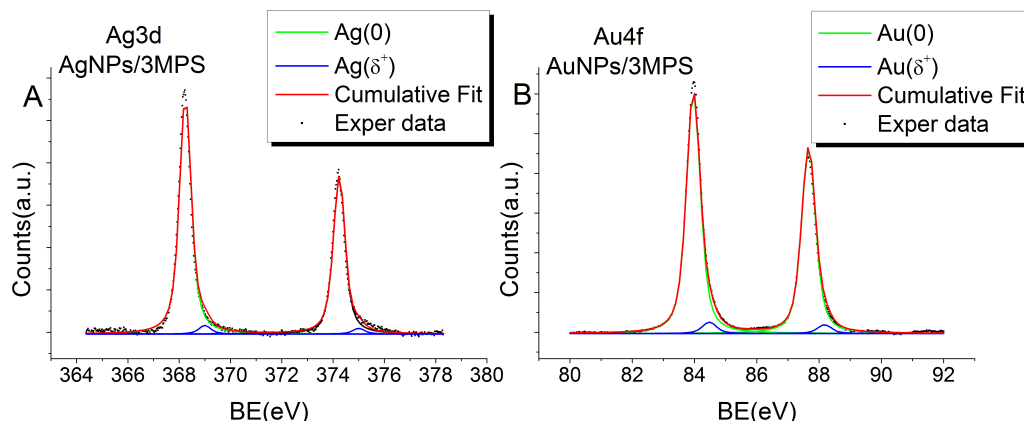 Ag3d
AgNPs/3MPS
A
Ag(0)
Ag(δ⁺)
Cumulative Fit
Exper data
Counts(a.u.)
364 366 368 370 372 374 376 378 380
BE(eV)
Au4f
AuNPs/3MPS
B
Au(0)
Au(δ⁺)
Cumulative Fit
Exper data
Counts(a.u.)
80 82 84 86 88 90 92
BE(eV)